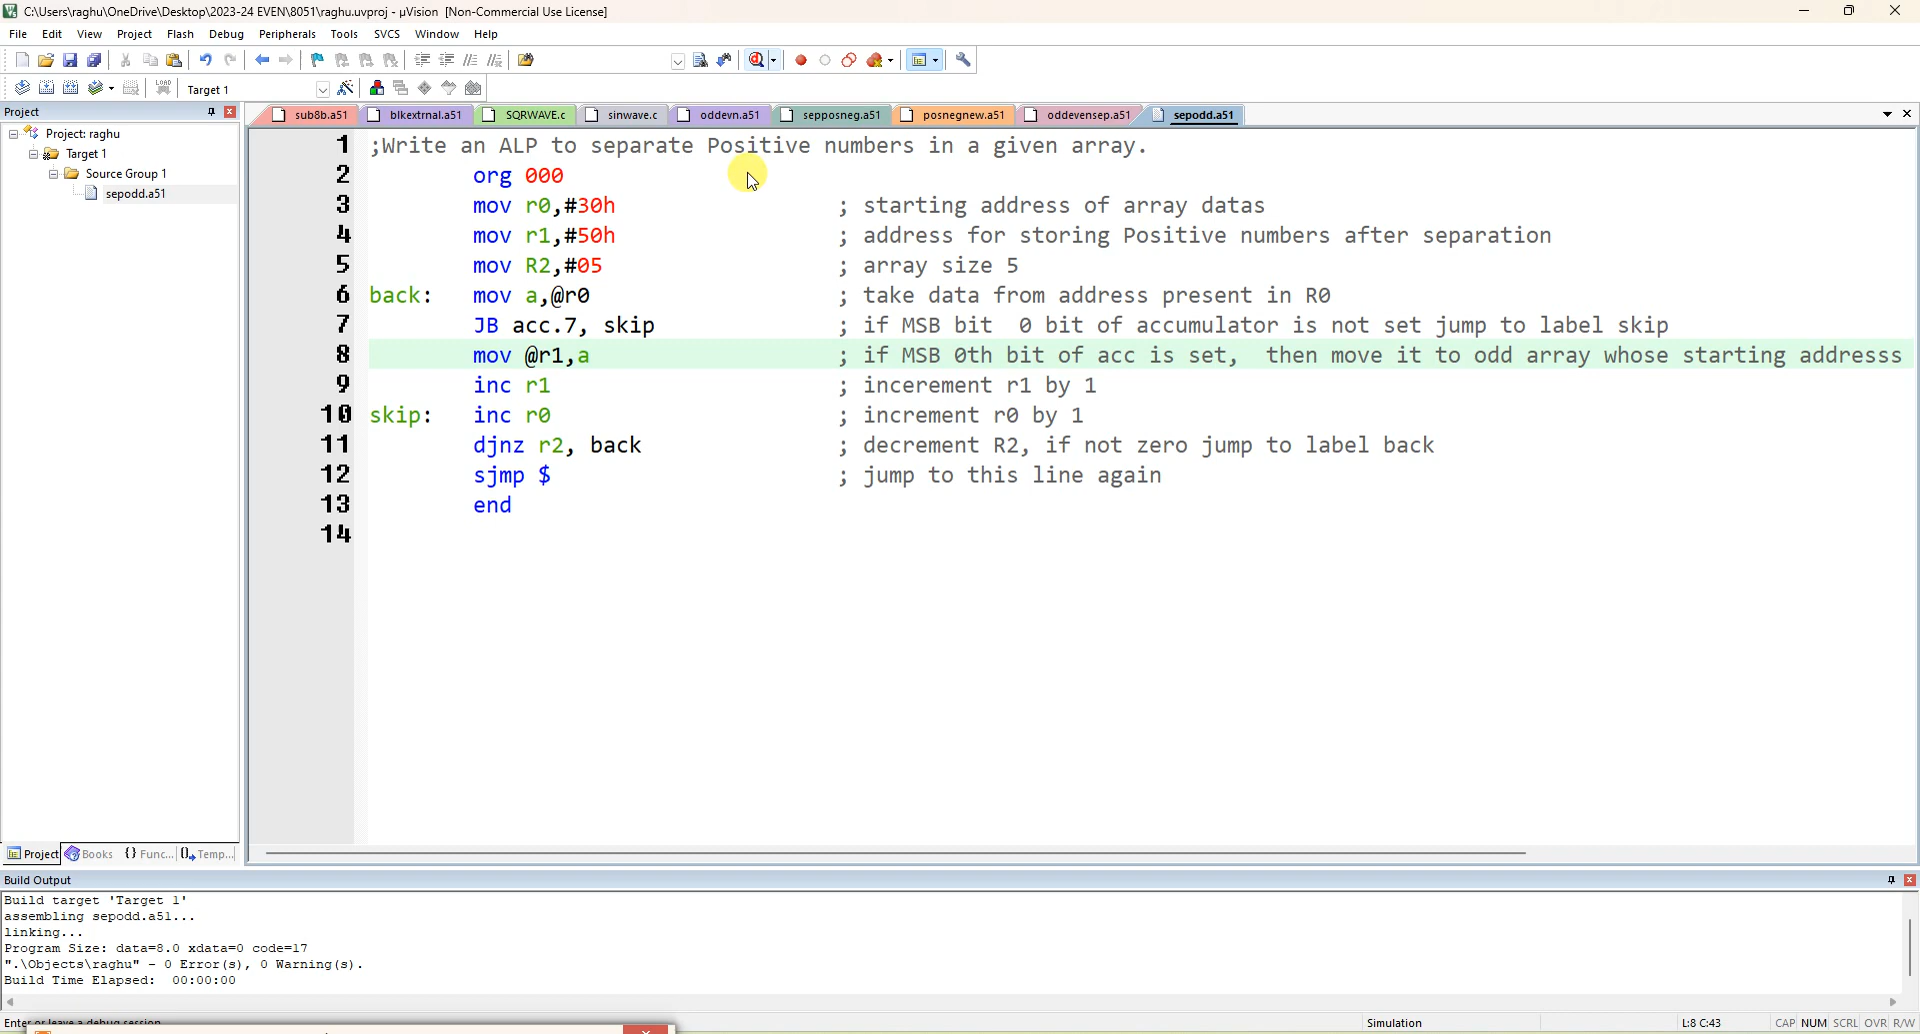 C:\Users\raghu\OneDrive\Desktop\2023-24 EVEN\8051\raghu.uvproj - µVision [Non-Commercial Use License]
File Edit View Project Flash Debug Peripherals Tools SVCS Window Help
LOAD Target 1
Project
sub8b.a51 blkextrnal.a51 SQRWAVE.c sinwave.c oddevn.a51 sepposneg.a51 posnegnew.a51 oddevensep.a51 sepodd.a51
Project: raghu
Target 1
Source Group 1
sepodd.a51
1 ;Write an ALP to separate Positive numbers in a given array.
2 org 000
3 mov r0,#30h ; starting address of array datas
4 mov r1,#50h ; address for storing Positive numbers after separation
5 mov R2,#05 ; array size 5
6 back: mov a,@r0 ; take data from address present in R0
7 JB acc.7, skip ; if MSB bit 0 bit of accumulator is not set jump to label skip
8 mov @r1,a ; if MSB 0th bit of acc is set, then move it to odd array whose starting addresss
9 inc r1 ; incerement r1 by 1
10 skip: inc r0 ; increment r0 by 1
11 djnz r2, back ; decrement R2, if not zero jump to label back
12 sjmp $ ; jump to this line again
13 end
14
Project Books {} Func... Temp...
Build Output
Build target 'Target 1'
assembling sepodd.a51...
linking...
Program Size: data=8.0 xdata=0 code=17
".\Objects\raghu" - 0 Error(s), 0 Warning(s).
Build Time Elapsed: 00:00:00
Enter or leave a debug session Simulation L:8 C:43 CAP NUM SCRL OVR R/W